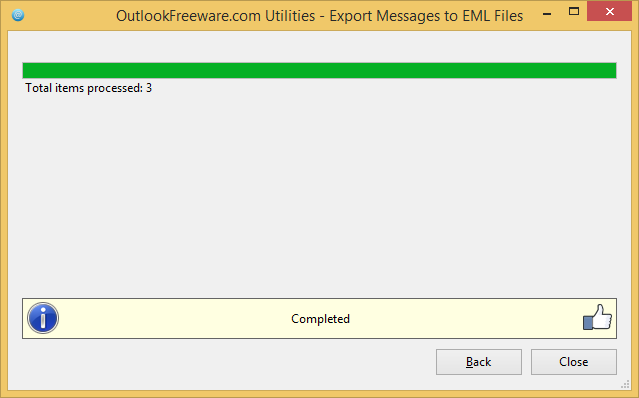 OutlookFreeware.com Utilities - Export Messages to EML Files
Total items processed: 3
Completed
Back
Close